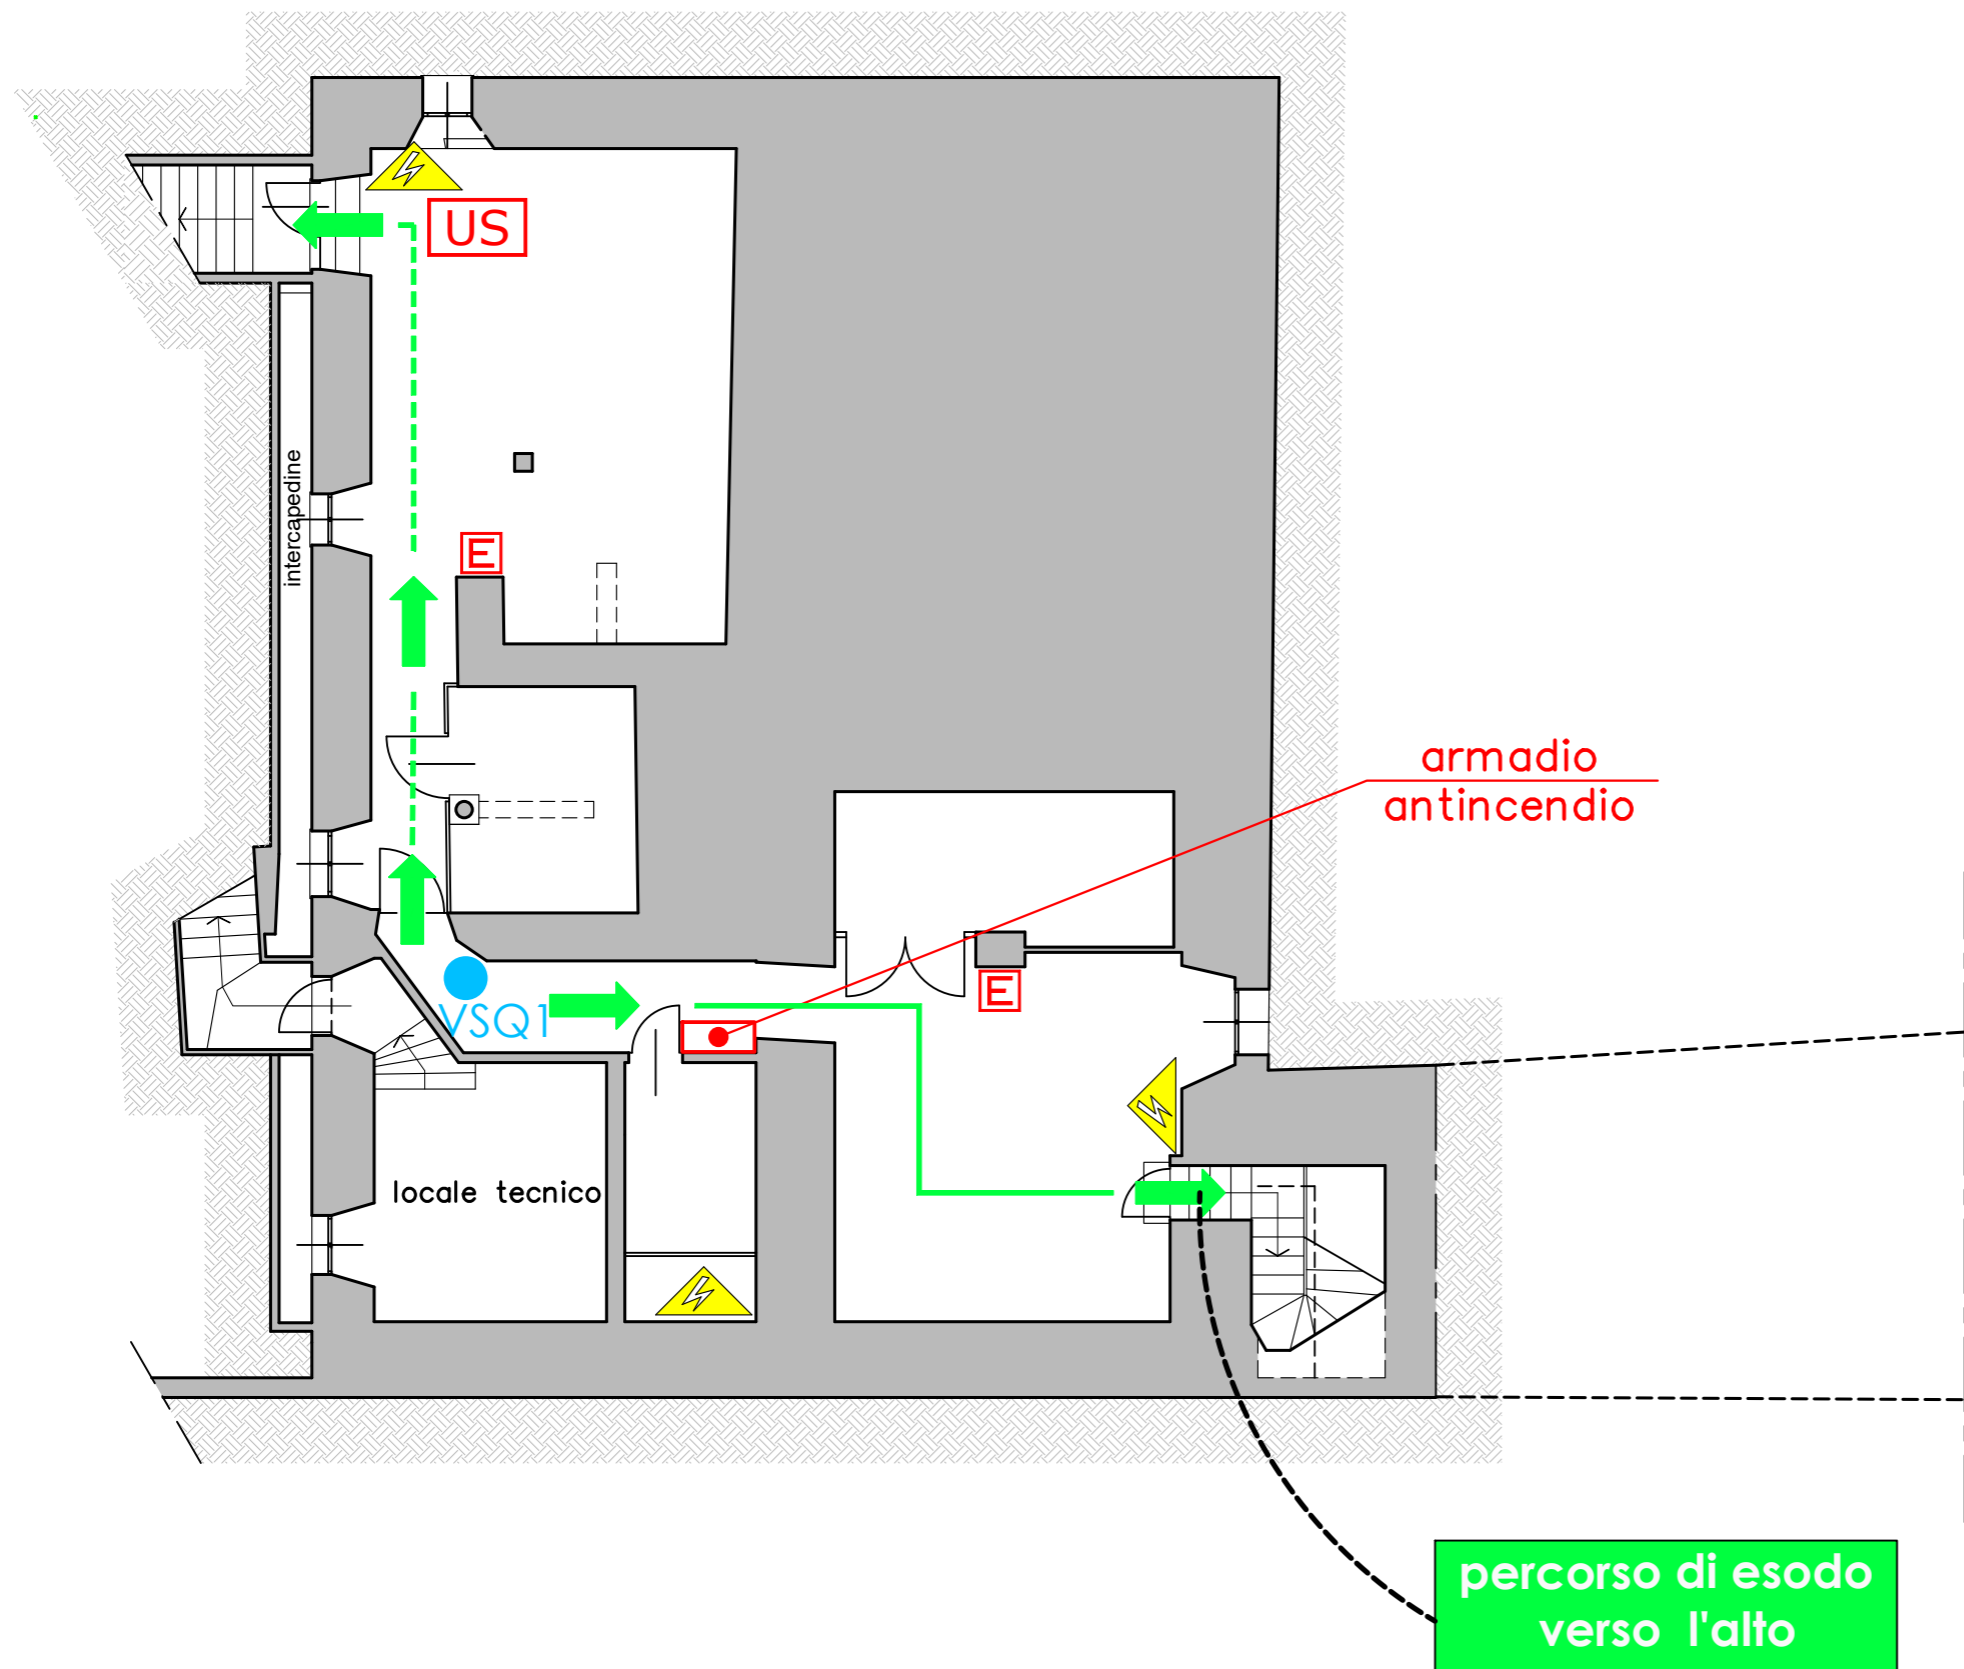 US
intercapedine
E
armadio
antincendio
E
VSQ1
locale tecnico
percorso di esodo
verso l'alto